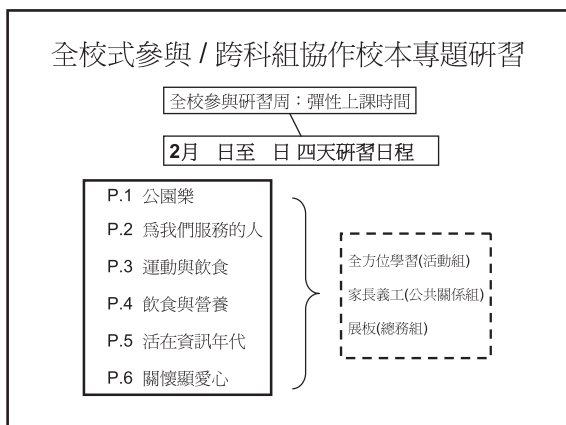 全校式參與 / 跨科組協作校本專題研習
全校參與研習周：彈性上課時間
2月　日至　日 四天研習日程
P.1 公園樂
P.2 爲我們服務的人
P.3 運動與飲食
P.4 飲食與營養
P.5 活在資訊年代
P.6 關懷顯愛心
全方位學習(活動組)
家長義工(公共關係組)
展板(總務組)